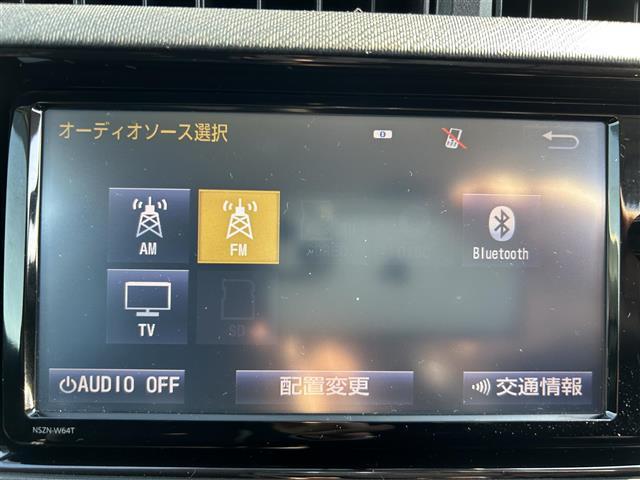 オーディオソース選択
AM
FM
Bluetooth
TV
SD
AUDIO OFF
配置変更
交通情報
NSZN-W64T